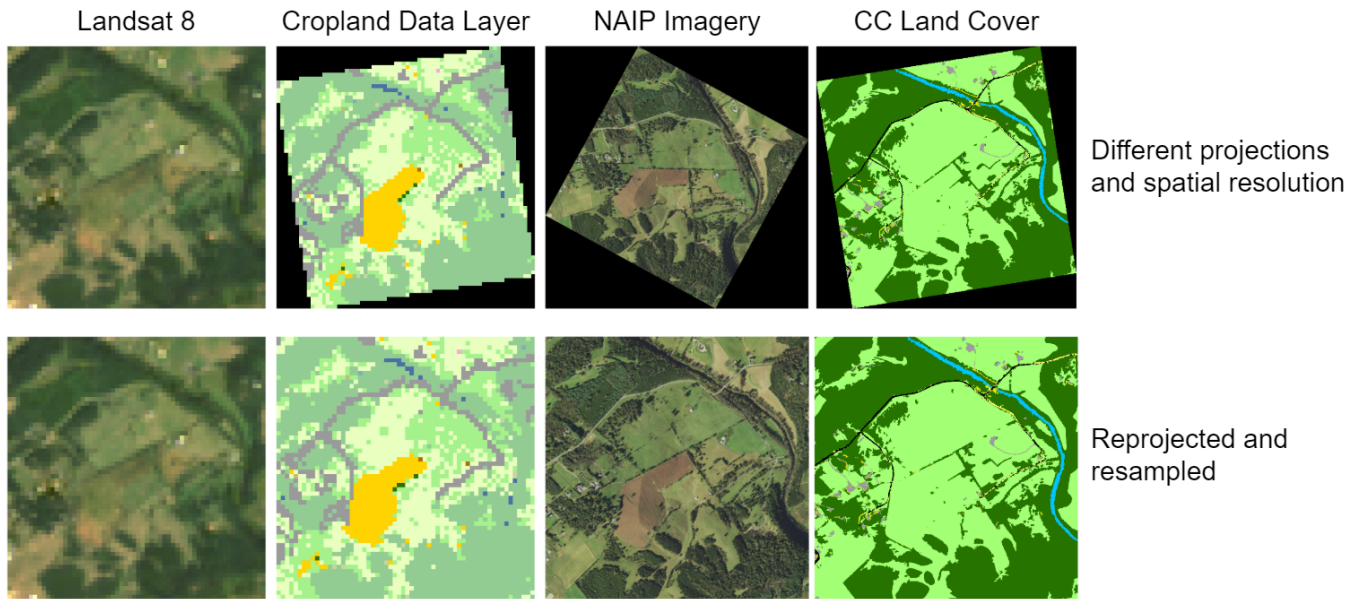 Landsat 8
Cropland Data Layer
NAIP Imagery
CC Land Cover
Different projections
and spatial resolution
Reprojected and
resampled